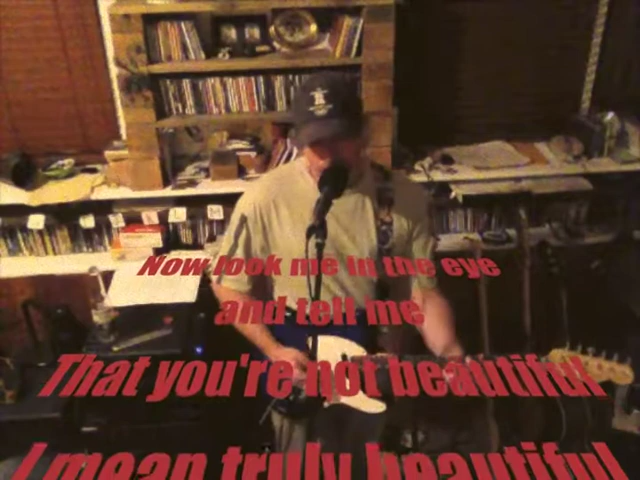 Now look me in the eye
and tell me
That you're not beautiful
I mean truly beautiful